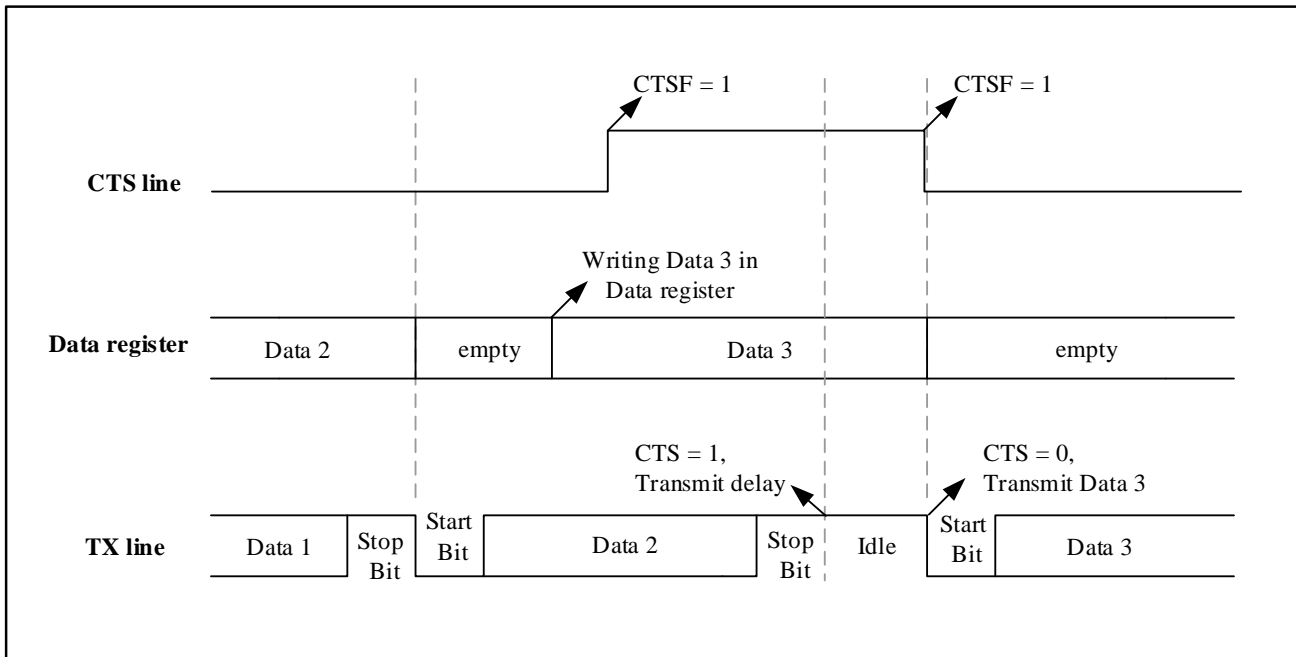 CTSF = 1
CTSF = 1
CTS line
Writing Data 3 in
Data register
Data register
Data 2
empty
Data 3
empty
CTS = 1,
Transmit delay
CTS = 0,
Transmit Data 3
TX line
Data 1
Stop
Bit
Start
Bit
Data 2
Stop
Bit
Idle
Start
Bit
Data 3